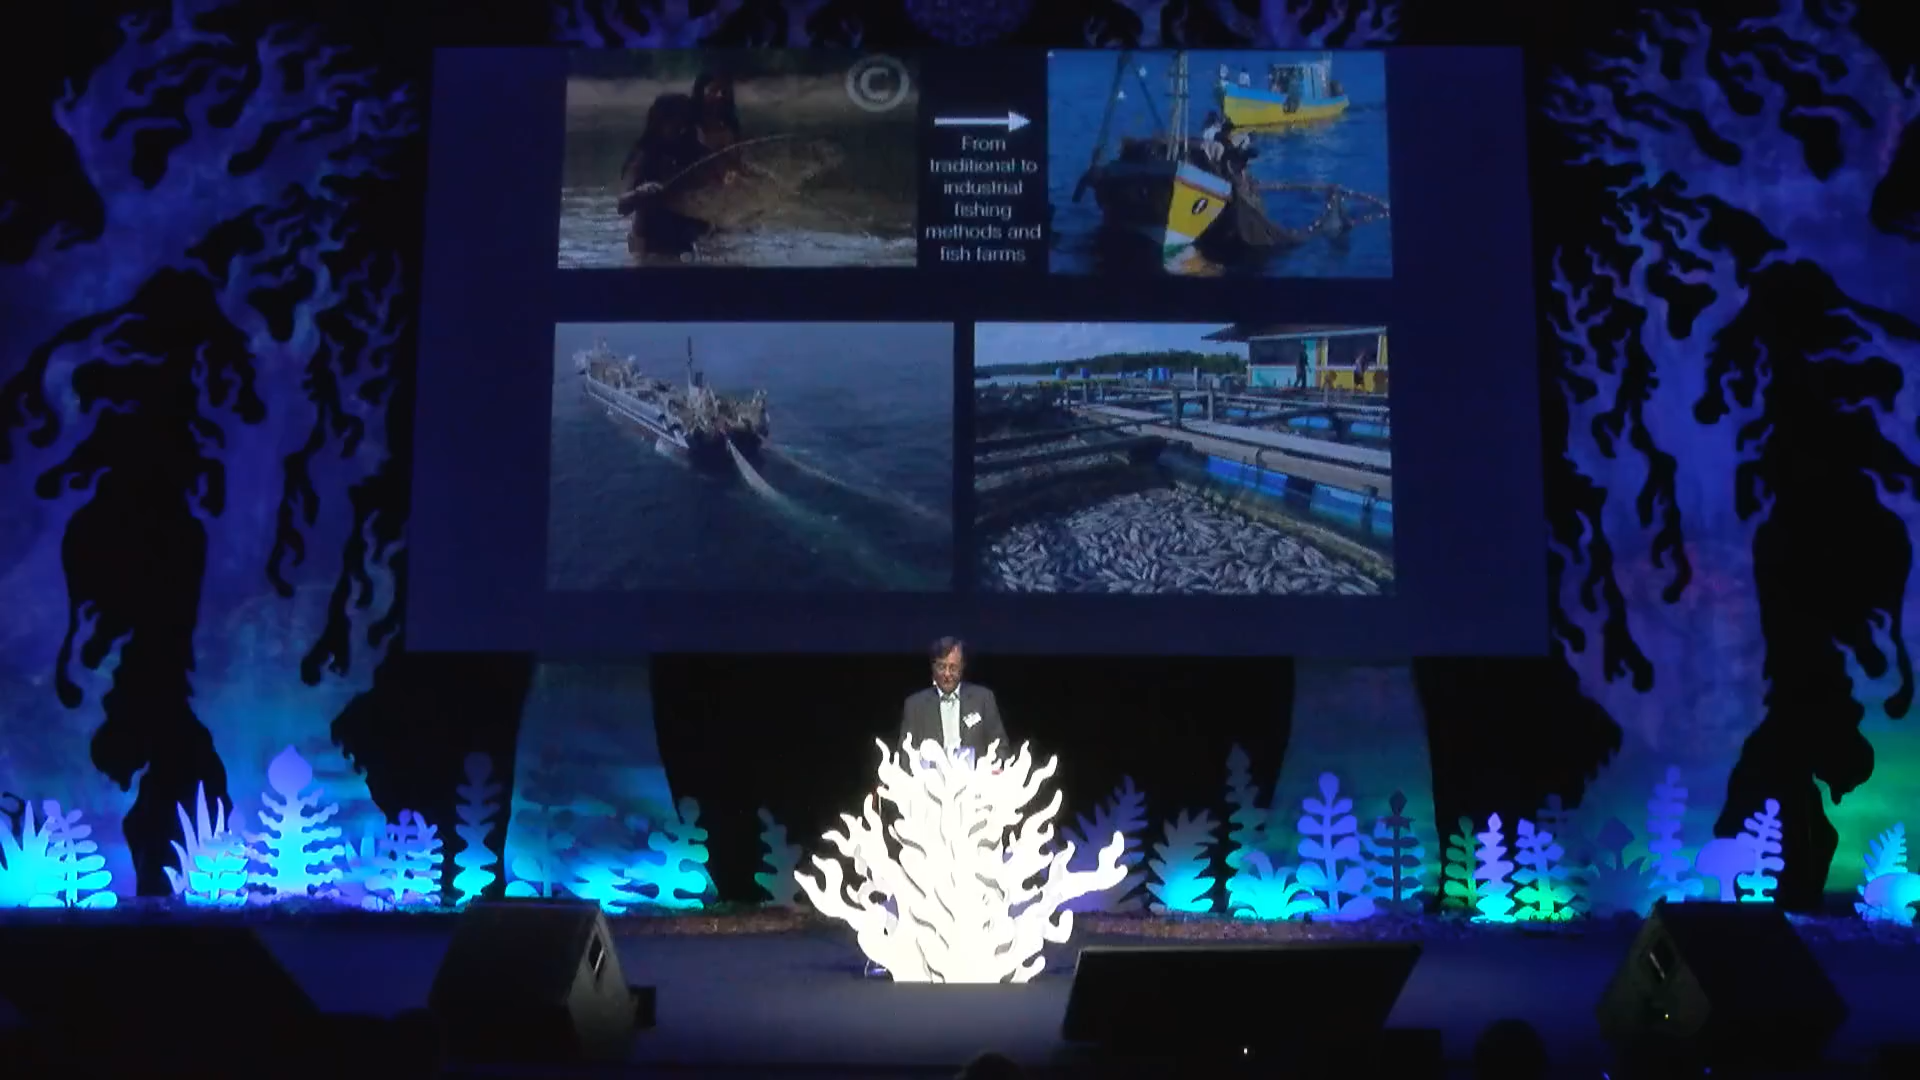 ©
From
traditional to
industrial
fishing
methods and
fish farms